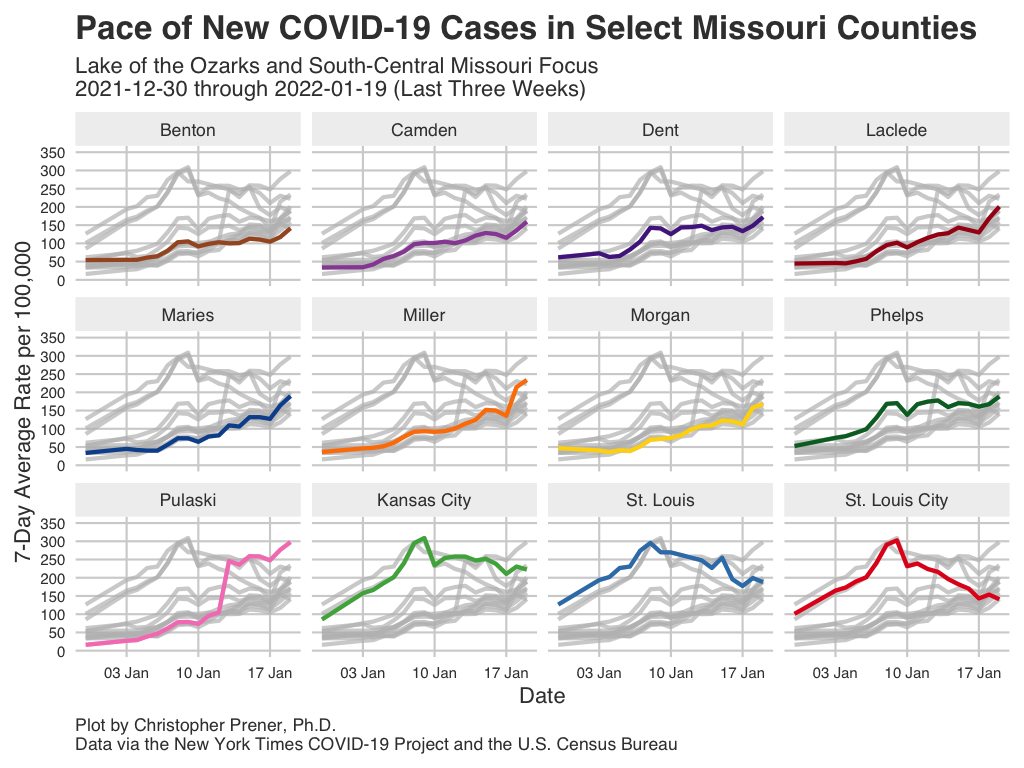 Pace of New COVID-19 Cases in Select Missouri Counties
Lake of the Ozarks and South-Central Missouri Focus
2021-12-30 through 2022-01-19 (Last Three Weeks)
7-Day Average Rate per 100,000
Benton
Camden
Dent
Laclede
350
300
250
200
150
100
50
0
Maries
Miller
Morgan
Phelps
350
300
250
200
150
100
50
0
Pulaski
Kansas City
St. Louis
St. Louis City
350
300
250
200
150
100
50
0
03 Jan
10 Jan
17 Jan
03 Jan
10 Jan
17 Jan
03 Jan
10 Jan
17 Jan
03 Jan
10 Jan
17 Jan
Date
Plot by Christopher Prener, Ph.D.
Data via the New York Times COVID-19 Project and the U.S. Census Bureau